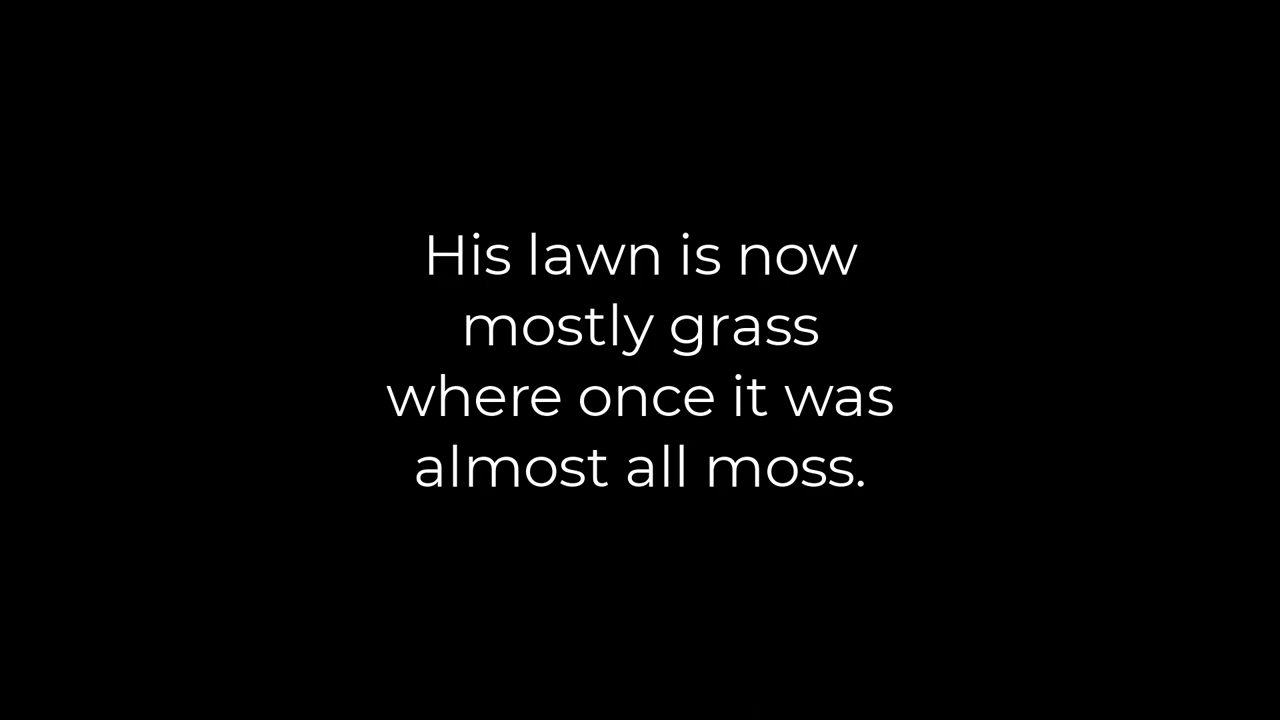 His lawn is now
mostly grass
where once it was
almost all moss.